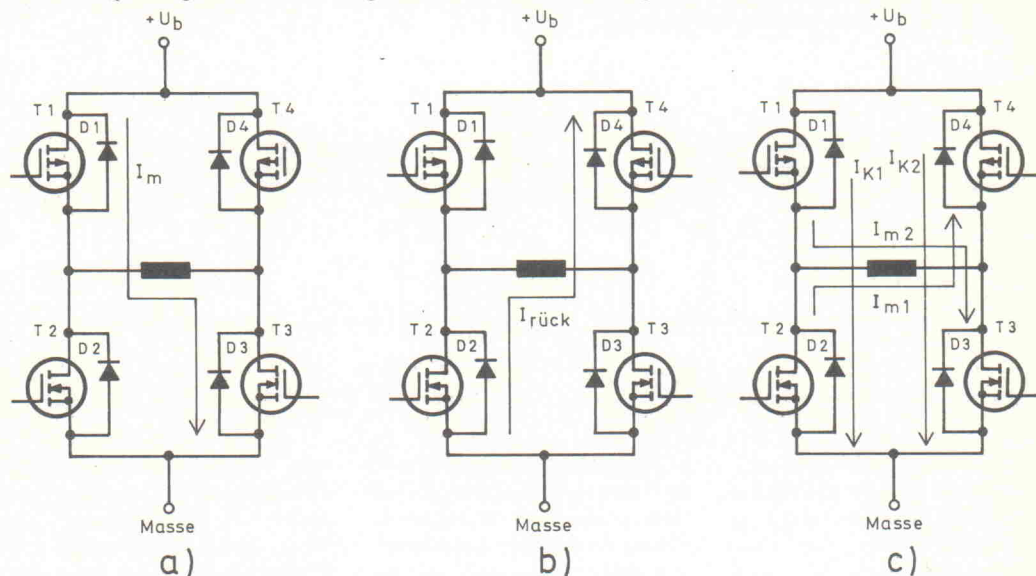 +U_b
T1
D1
T4
D4
I_m
T2
D2
T3
D3
Masse
a)
+U_b
T1
D1
T4
D4
I_rück
T2
D2
T3
D3
Masse
b)
+U_b
T1
D1
T4
D4
I_K1
I_K2
I_m2
I_m1
T2
D2
T3
D3
Masse
c)